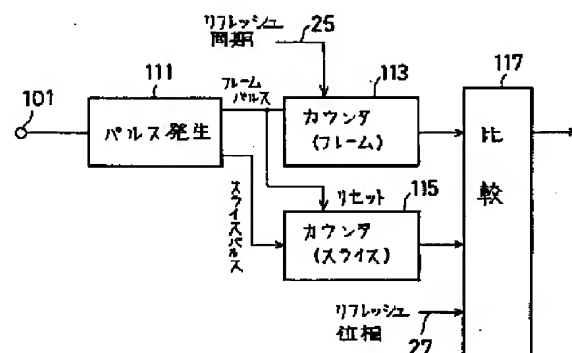 リフレッシュ
同期
25
111
フレーム
パルス
113
117
101
パルス発生
カウンタ
(フレーム)
比
較
スライスパルス
リセット
115
カウンタ
(スライス)
リフレッシュ
位相
27